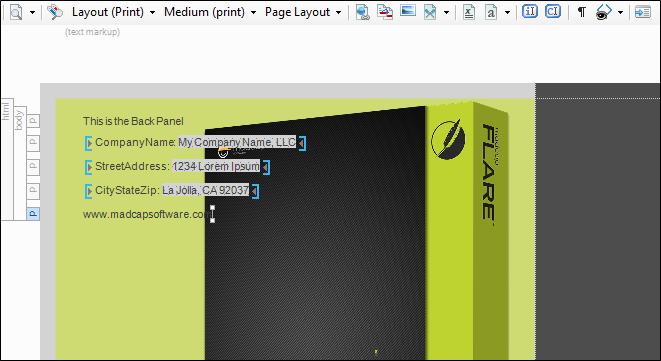 Layout (Print) Medium (print) Page Layout
(text markup)
html
body
p
p
p
p
p
This is the Back Panel
CompanyName: My Company Name, LLC
StreetAddress: 1234 Lorem Ipsum
CityStateZip: La Jolla, CA 92037
www.madcapsoftware.com
FLARE